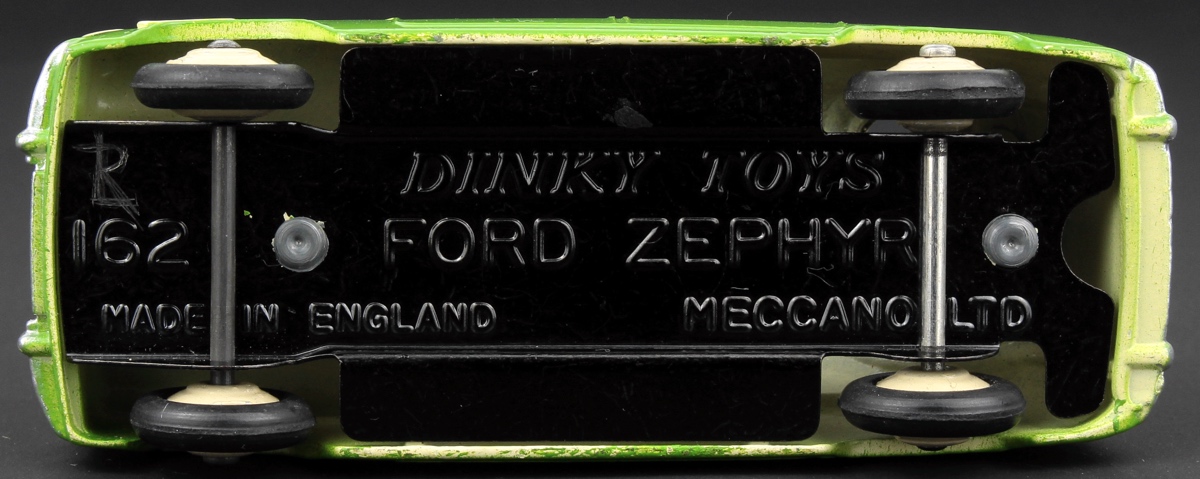 R
DINKY TOYS
162 FORD ZEPHYR
MADE IN ENGLAND MECCANO LTD